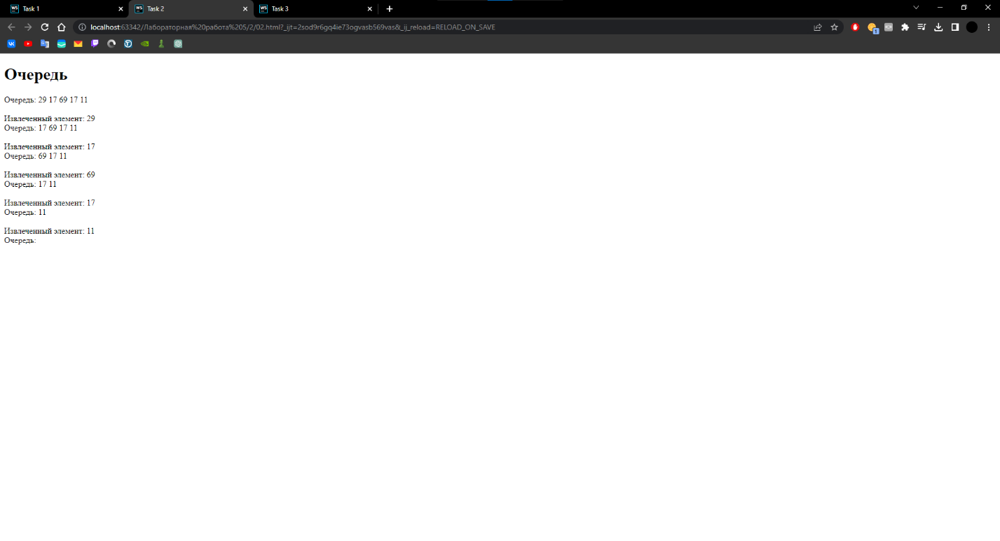 Task 1
Task 2
Task 3
localhost:63342//Лабораторная%20работа%205/2/02.html?_ijt=2sod9r6gq4ie73ogvasb569vas&_ij_reload=RELOAD_ON_SAVE
1
Очередь
Очередь: 29 17 69 17 11
Извлеченный элемент: 29
Очередь: 17 69 17 11
Извлеченный элемент: 17
Очередь: 69 17 11
Извлеченный элемент: 69
Очередь: 17 11
Извлеченный элемент: 17
Очередь: 11
Извлеченный элемент: 11
Очередь: